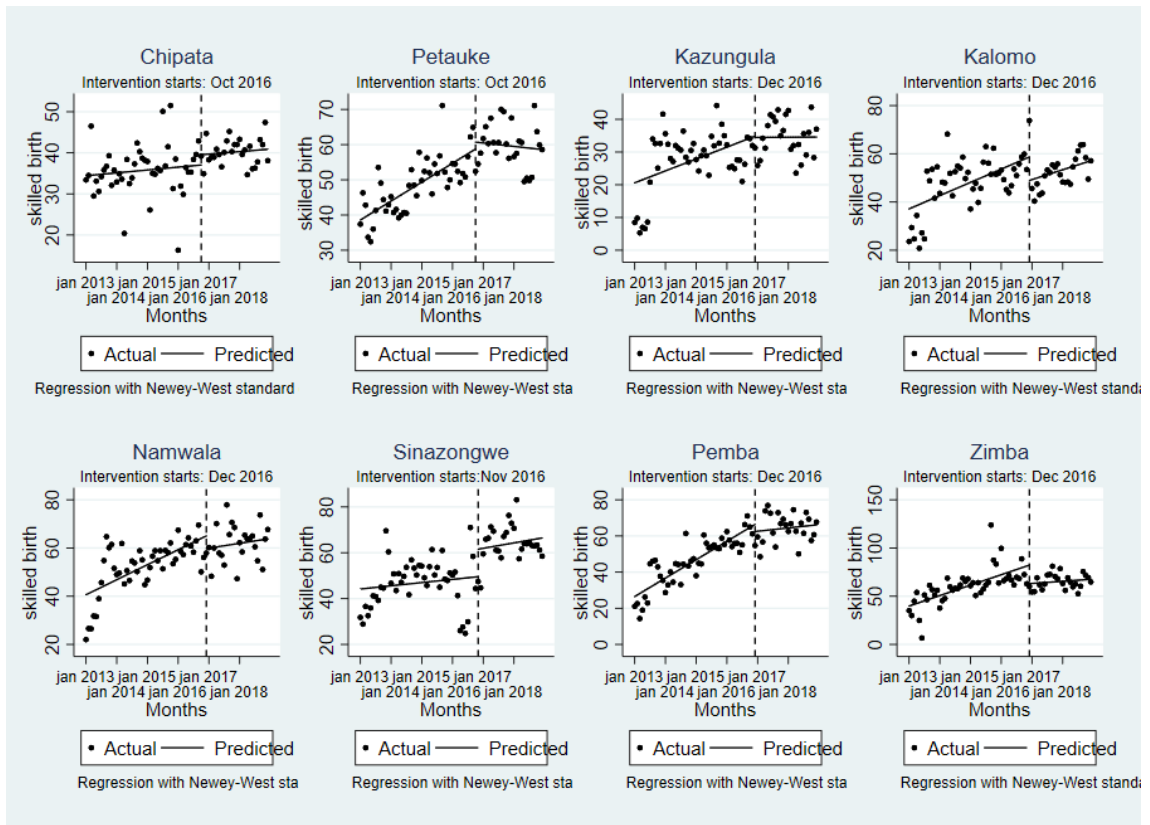 Chipata
Intervention starts: Oct 2016
skilled birth
50
40
30
20
jan 2013 jan 2015 jan 2017
jan 2014 jan 2016 jan 2018
Months
Actual Predicted
Regression with Newey-West standard
Petauke
Intervention starts: Oct 2016
skilled birth
70
60
50
40
30
jan 2013 jan 2015 jan 2017
jan 2014 jan 2016 jan 2018
Months
Actual Predicted
Regression with Newey-West sta
Kazungula
Intervention starts: Dec 2016
skilled birth
40
30
20
10
0
jan 2013 jan 2015 jan 2017
jan 2014 jan 2016 jan 2018
Months
Actual Predicted
Regression with Newey-West sta
Kalomo
Intervention starts: Dec 2016
skilled birth
80
60
40
20
jan 2013 jan 2015 jan 2017
jan 2014 jan 2016 jan 2018
Months
Actual Predicted
Regression with Newey-West standa
Namwala
Intervention starts: Dec 2016
skilled birth
80
60
40
20
jan 2013 jan 2015 jan 2017
jan 2014 jan 2016 jan 2018
Months
Actual Predicted
Regression with Newey-West sta
Sinazongwe
Intervention starts:Nov 2016
skilled birth
80
60
40
20
jan 2013 jan 2015 jan 2017
jan 2014 jan 2016 jan 2018
Months
Actual Predicted
Regression with Newey-West sta
Pemba
Intervention starts: Dec 2016
skilled birth
80
60
40
20
0
jan 2013 jan 2015 jan 2017
jan 2014 jan 2016 jan 2018
Months
Actual Predicted
Regression with Newey-West sta
Zimba
Intervention starts: Dec 2016
skilled birth
150
100
50
0
jan 2013 jan 2015 jan 2017
jan 2014 jan 2016 jan 2018
Months
Actual Predicted
Regression with Newey-West standa